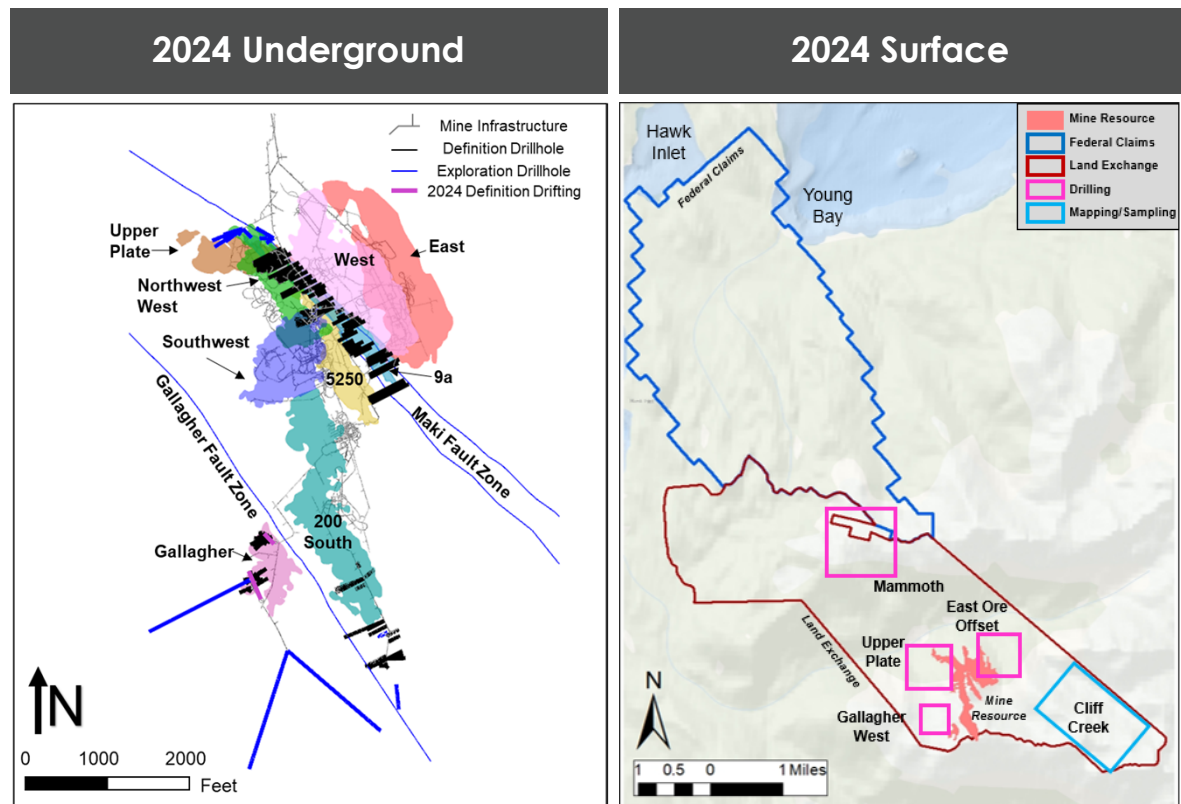 2024 Underground
Mine Infrastructure
Definition Drillhole
Exploration Drillhole
2024 Definition Drifting
Upper
Plate
East
West
Northwest
West
Southwest
5250
9a
Gallagher Fault Zone
Maki Fault Zone
200
South
Gallagher
N
0 1000 2000
Feet
2024 Surface
Mine Resource
Federal Claims
Land Exchange
Drilling
Mapping/Sampling
Hawk
Inlet
Federal Claims
Young
Bay
Mammoth
East Ore
Offset
Upper
Plate
Land Exchange
Mine
Resource
Gallagher
West
Cliff
Creek
N
1 0.5 0 1 Miles